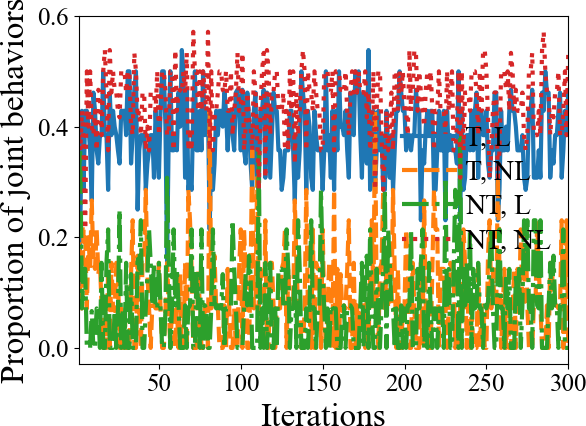 Proportion of joint behaviors
0.6
0.4
0.2
0.0
T, L
T, NL
NT, L
NT, NL
50 100 150 200 250 300
Iterations